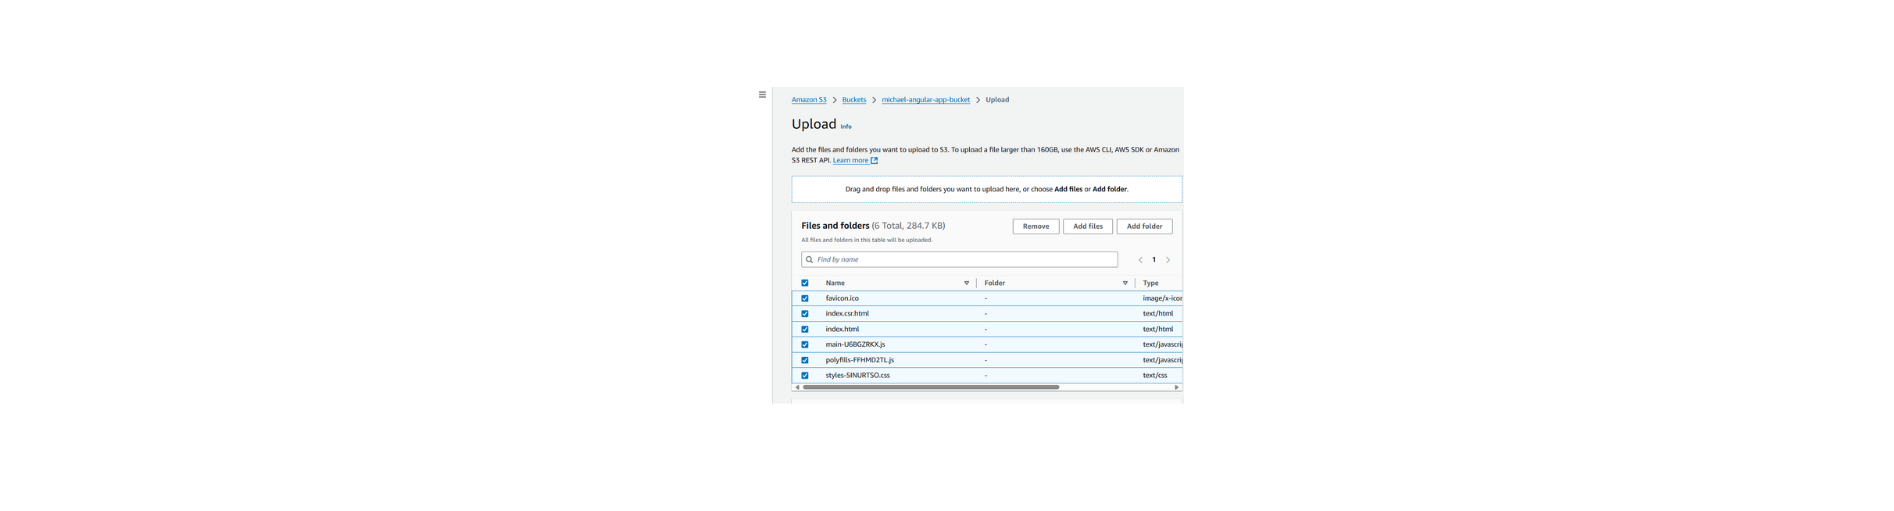 Amazon S3 > Buckets > michael-angular-app-bucket > Upload
Upload Info
Add the files and folders you want to upload to S3. To upload a file larger than 160GB, use the AWS CLI, AWS SDK or Amazon
S3 REST API. Learn more
Drag and drop files and folders you want to upload here, or choose Add files or Add folder.
Files and folders (6 Total, 284.7 KB) Remove Add files Add folder
All files and folders in this table will be uploaded.
Find by name < 1 >
Name Folder Type
favicon.ico - image/x-icon
index.csr.html - text/html
index.html - text/html
main-U6BGZRKX.js - text/javascri
polyfills-FFHMD2TL.js - text/javascri
styles-5INURTSO.css - text/css